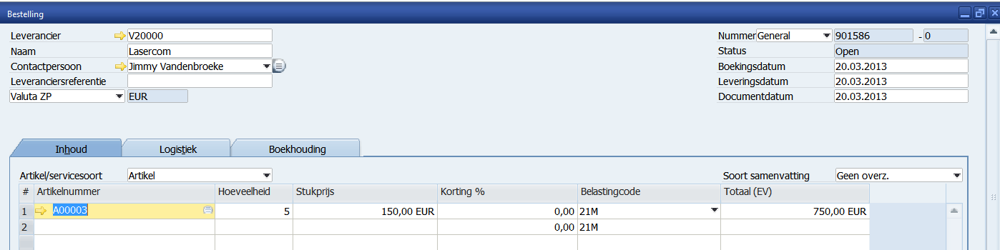 Bestelling
Leverancier V20000 Nummer General 901586 - 0
Naam Lasercom Status Open
Contactpersoon Jimmy Vandenbroeke Boekingsdatum 20.03.2013
Leveranciersreferentie Leveringsdatum 20.03.2013
Valuta ZP EUR Documentdatum 20.03.2013
Inhoud Logistiek Boekhouding
Artikel/servicesoort Artikel Soort samenvatting Geen overz.
# Artikelnummer Hoeveelheid Stukprijs Korting % Belastingcode Totaal (EV)
1 A00003 5 150,00 EUR 0,00 21M 750,00 EUR
2 0,00 21M